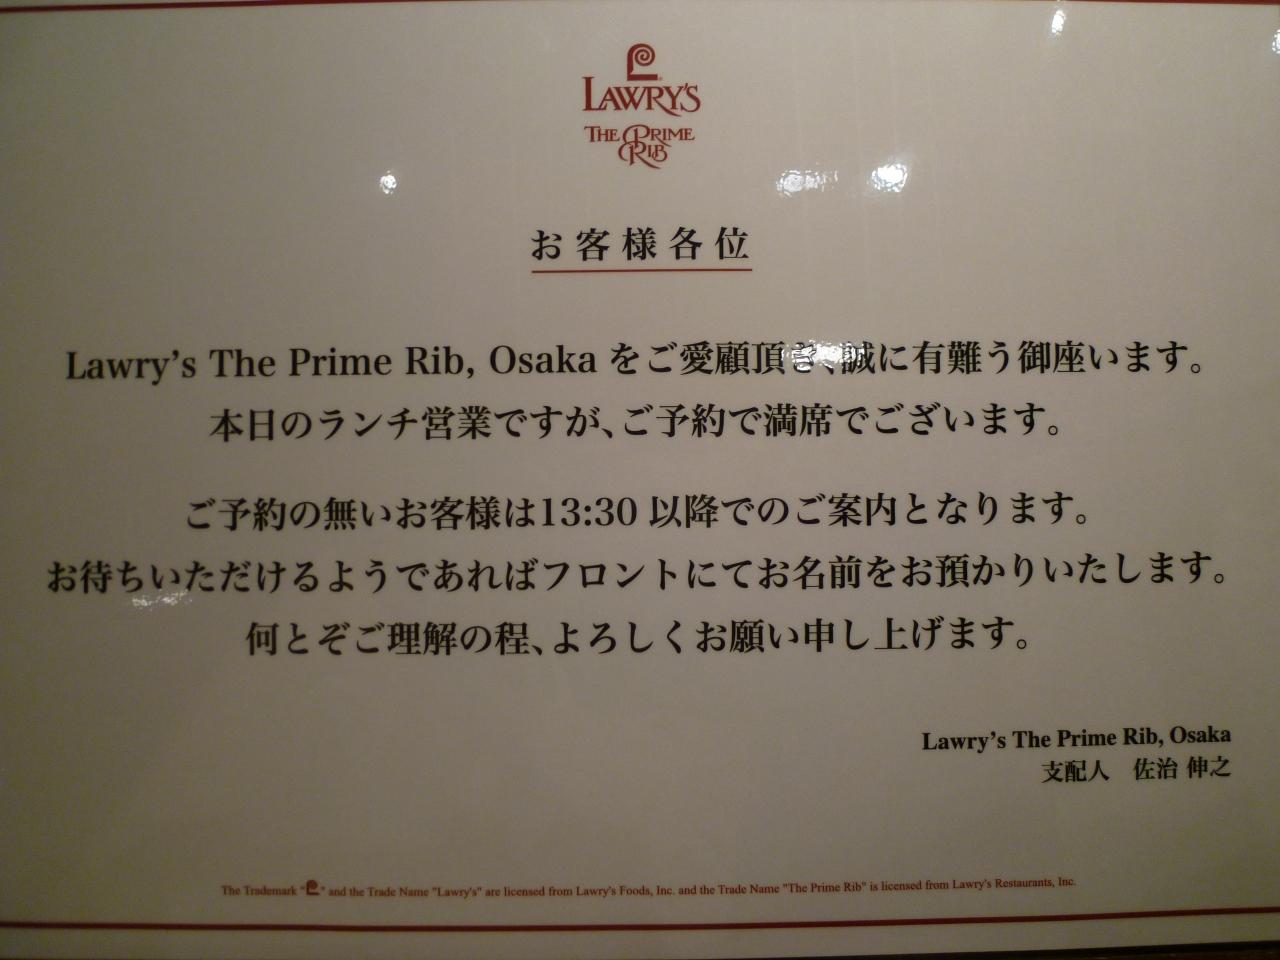 LAWRY'S
THE PRIME
RIB
お客様各位
Lawry's The Prime Rib, Osaka をご愛顧頂き、誠に有難う御座います。
本日のランチ営業ですが、ご予約で満席でございます。
ご予約の無いお客様は13:30 以降でのご案内となります。
お待ちいただけるようであればフロントにてお名前をお預かりいたします。
何とぞご理解の程、よろしくお願い申し上げます。
Lawry's The Prime Rib, Osaka
支配人 佐治 伸之
The Trademark "L" and the Trade Name "Lawry's" are licensed from Lawry's Foods, Inc. and the Trade Name "The Prime Rib" is licensed from Lawry's Restaurants, Inc.